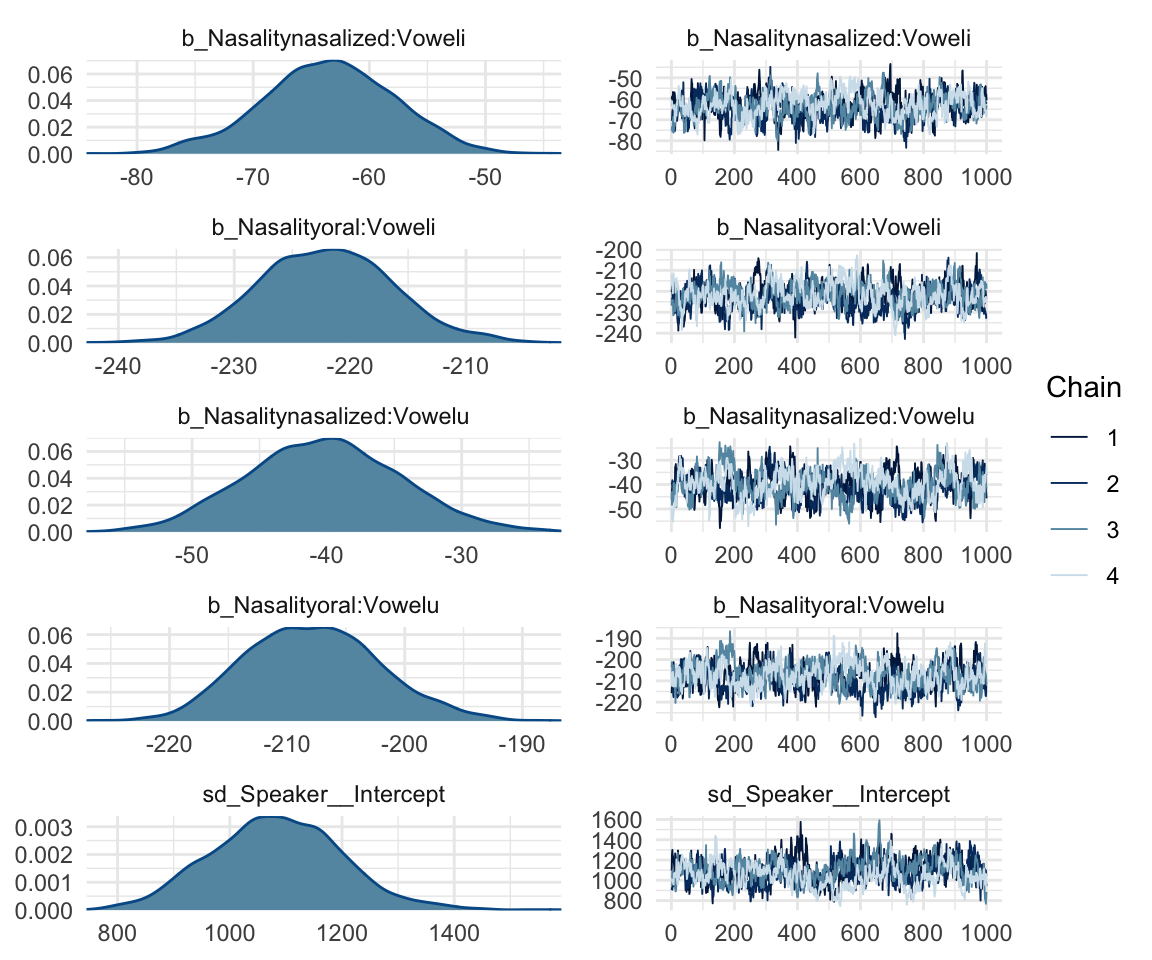 b_Nasalitynasalized:Voweli
0.06
0.04
0.02
0.00
-80 -70 -60 -50
b_Nasalitynasalized:Voweli
-50
-60
-70
-80
0 200 400 600 800 1000
b_Nasalityoral:Voweli
0.06
0.04
0.02
0.00
-240 -230 -220 -210
b_Nasalityoral:Voweli
-200
-210
-220
-230
-240
0 200 400 600 800 1000
b_Nasalitynasalized:Vowelu
0.06
0.04
0.02
0.00
-50 -40 -30
b_Nasalitynasalized:Vowelu
-30
-40
-50
0 200 400 600 800 1000
b_Nasalityoral:Vowelu
0.06
0.04
0.02
0.00
-220 -210 -200 -190
b_Nasalityoral:Vowelu
-190
-200
-210
-220
0 200 400 600 800 1000
sd_Speaker__Intercept
0.003
0.002
0.001
0.000
800 1000 1200 1400
sd_Speaker__Intercept
1600
1400
1200
1000
800
0 200 400 600 800 1000
Chain
1
2
3
4